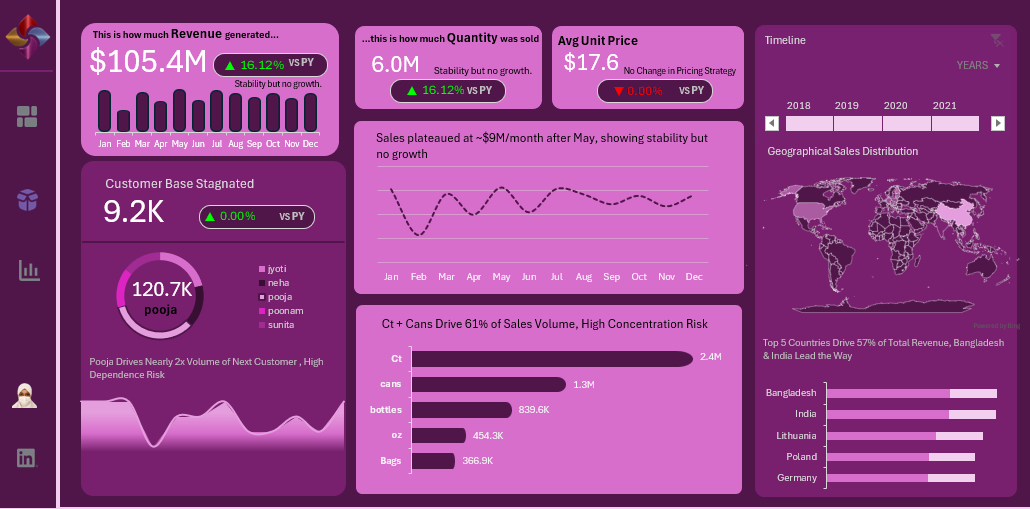 This is how much Revenue generated...
$105.4M
▲ 16.12% vs PY
Stability but no growth.
Jan Feb Mar Apr May Jun Jul Aug Sep Oct Nov Dec
...this is how much Quantity was sold
6.0M
Stability but no growth.
▲ 16.12% vs PY
Avg Unit Price
$17.6
No Change in Pricing Strategy
▼ 0.00% vs PY
Customer Base Stagnated
9.2K
▲ 0.00% vs PY
120.7K
pooja
jyoti
neha
pooja
poonam
sunita
Pooja Drives Nearly 2x Volume of Next Customer , High
Dependence Risk
Sales plateaued at ~$9M/month after May, showing stability but
no growth
Jan Feb Mar Apr May Jun Jul Aug Sep Oct Nov Dec
Ct + Cans Drive 61% of Sales Volume, High Concentration Risk
Ct 2.4M
cans 1.3M
bottles 839.6K
oz 454.3K
Bags 366.9K
Timeline
YEARS
2018 2019 2020 2021
Geographical Sales Distribution
Powered by Bing
Top 5 Countries Drive 57% of Total Revenue, Bangladesh
& India Lead the Way
Bangladesh
India
Lithuania
Poland
Germany
in